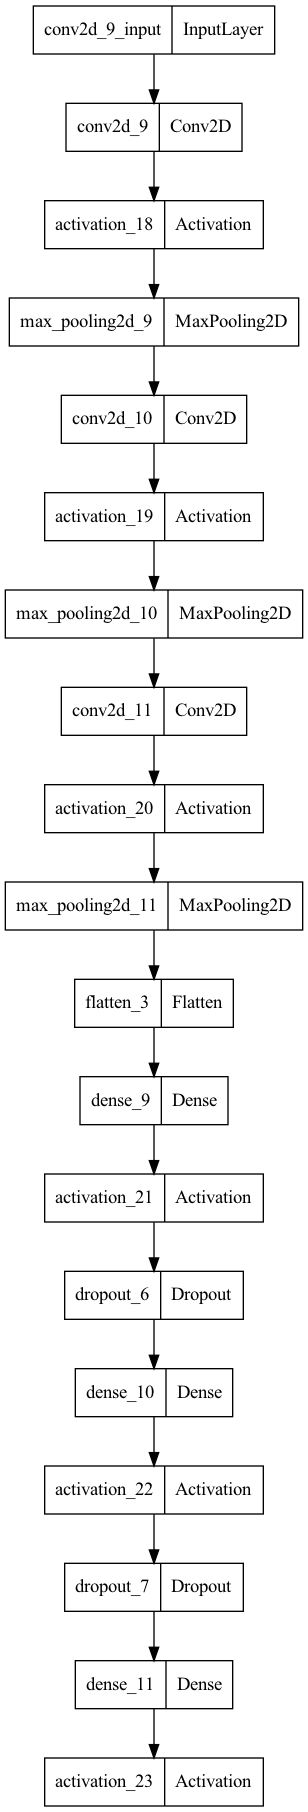 conv2d_9_input InputLayer
conv2d_9 Conv2D
activation_18 Activation
max_pooling2d_9 MaxPooling2D
conv2d_10 Conv2D
activation_19 Activation
max_pooling2d_10 MaxPooling2D
conv2d_11 Conv2D
activation_20 Activation
max_pooling2d_11 MaxPooling2D
flatten_3 Flatten
dense_9 Dense
activation_21 Activation
dropout_6 Dropout
dense_10 Dense
activation_22 Activation
dropout_7 Dropout
dense_11 Dense
activation_23 Activation